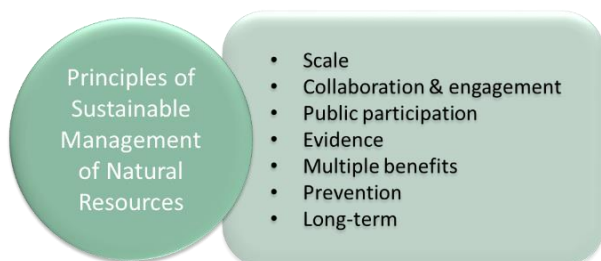 Principles of
Sustainable
Management
of Natural
Resources
• Scale
• Collaboration & engagement
• Public participation
• Evidence
• Multiple benefits
• Prevention
• Long-term